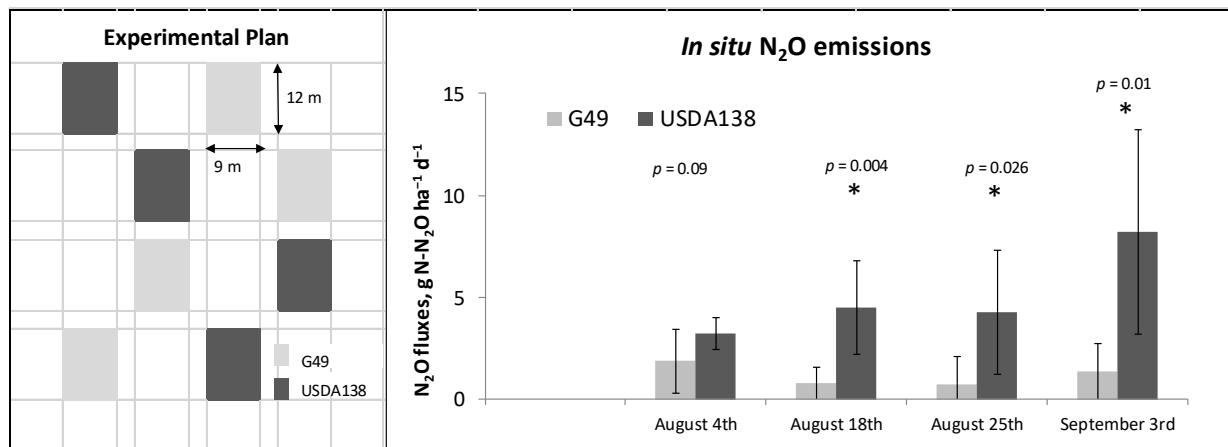 Experimental Plan
12 m
9 m
G49
USDA138
In situ N₂O emissions
G49
USDA138
N₂O fluxes, g N-N₂O ha⁻¹ d⁻¹
15
10
5
0
p = 0.09
p = 0.004
*
p = 0.026
*
p = 0.01
*
August 4th
August 18th
August 25th
September 3rd